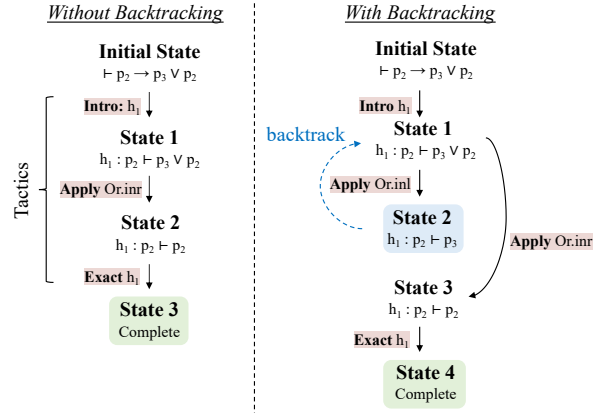 Without Backtracking
Initial State
⊢ p₂ → p₃ ∨ p₂
Intro: h₁
State 1
h₁ : p₂ ⊢ p₃ ∨ p₂
Apply Or.inr
State 2
h₁ : p₂ ⊢ p₂
Exact h₁
State 3
Complete
Tactics
With Backtracking
Initial State
⊢ p₂ → p₃ ∨ p₂
Intro h₁
backtrack
State 1
h₁ : p₂ ⊢ p₃ ∨ p₂
Apply Or.inl
State 2
h₁ : p₂ ⊢ p₃
Apply Or.inr
State 3
h₁ : p₂ ⊢ p₂
Exact h₁
State 4
Complete